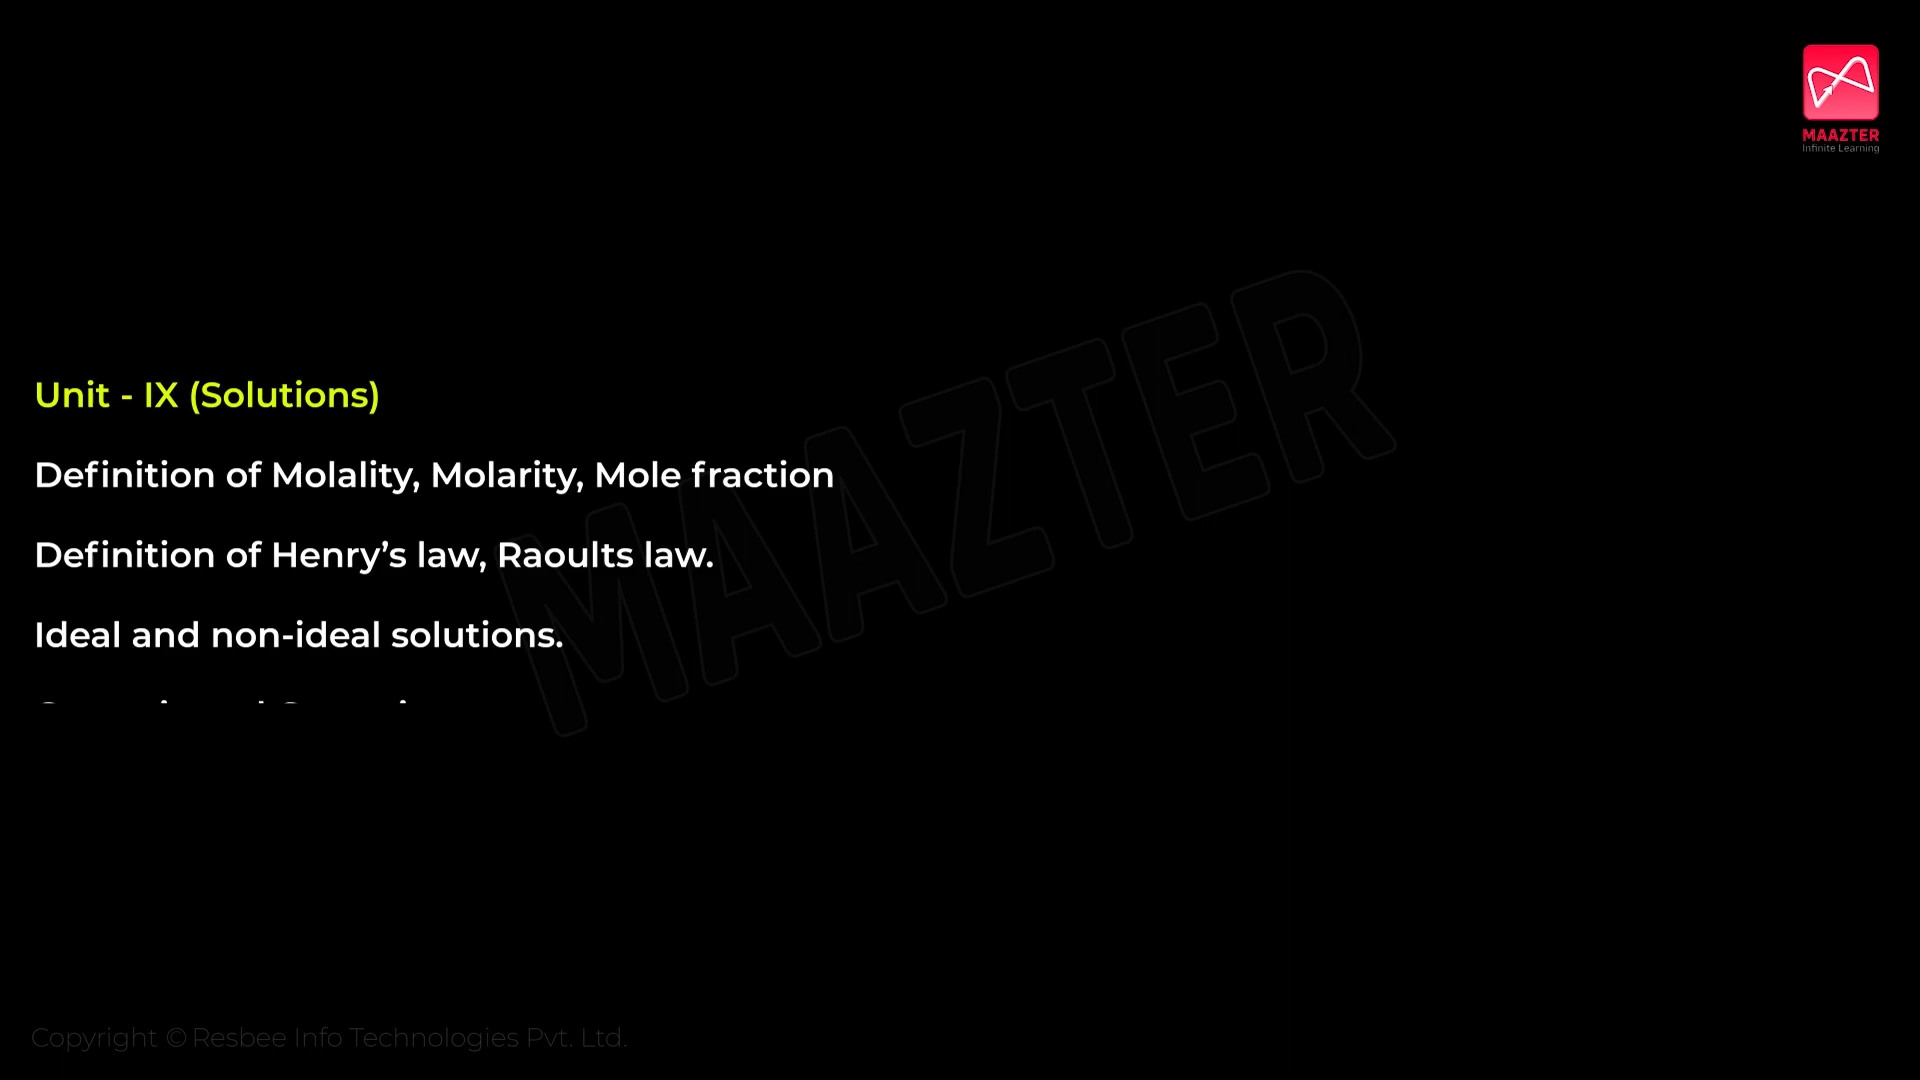 MAAZTER
Infinite Learning
Unit - IX (Solutions)
Definition of Molality, Molarity, Mole fraction
Definition of Henry’s law, Raoults law.
Ideal and non-ideal solutions.
MAAZTER
Copyright © Resbee Info Technologies Pvt. Ltd.